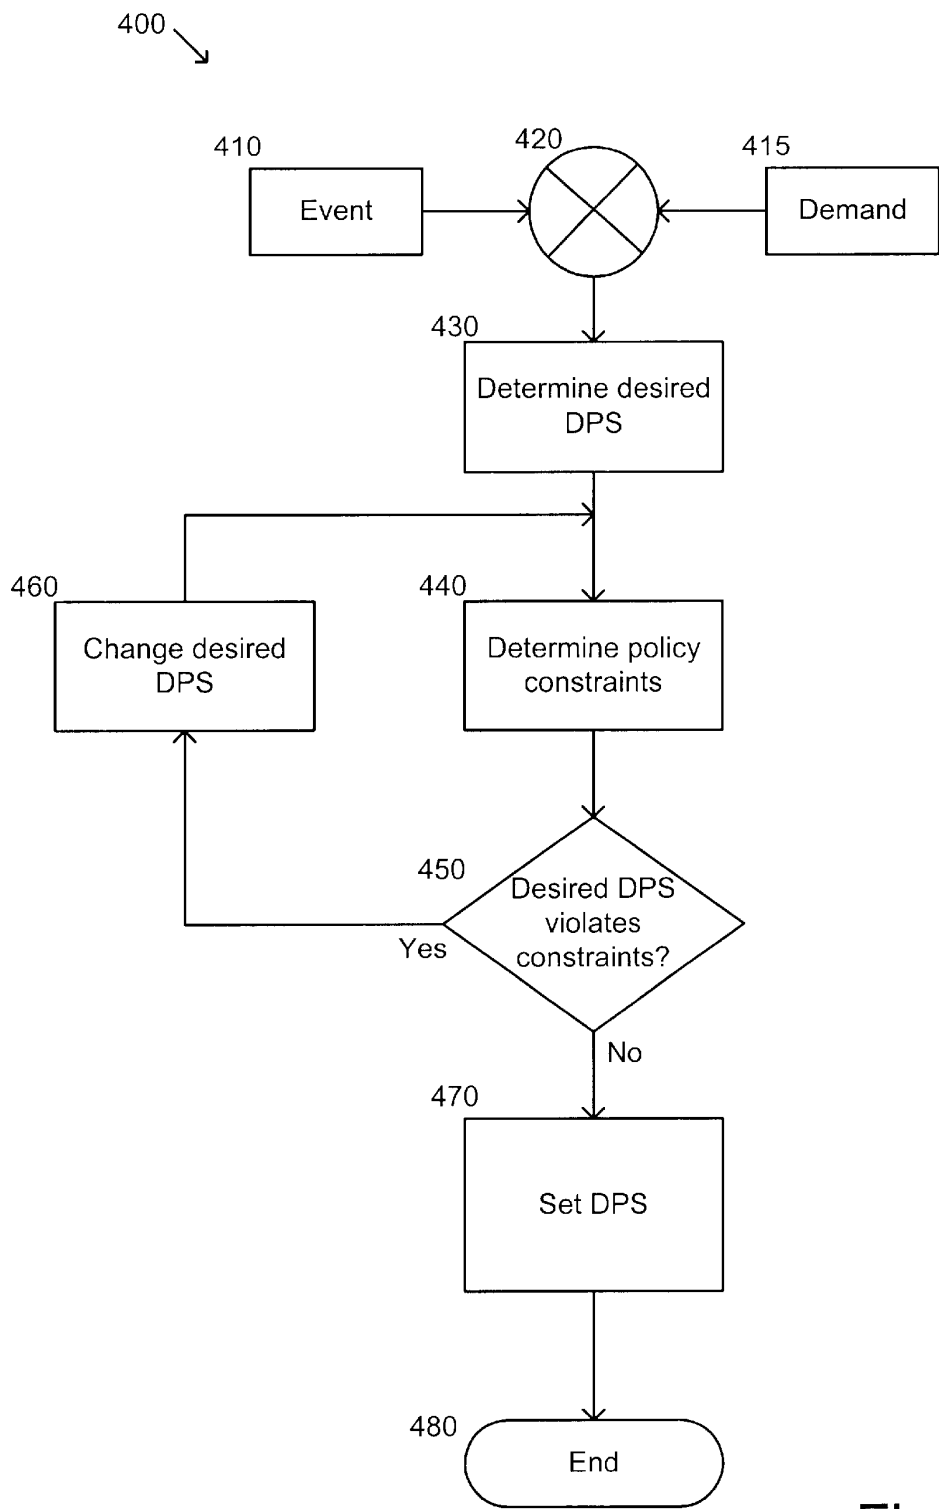 400
410
420
415
Event
Demand
430
Determine desired
DPS
460
440
Change desired
DPS
Determine policy
constraints
450
Desired DPS
violates
constraints?
Yes
No
470
Set DPS
480
End